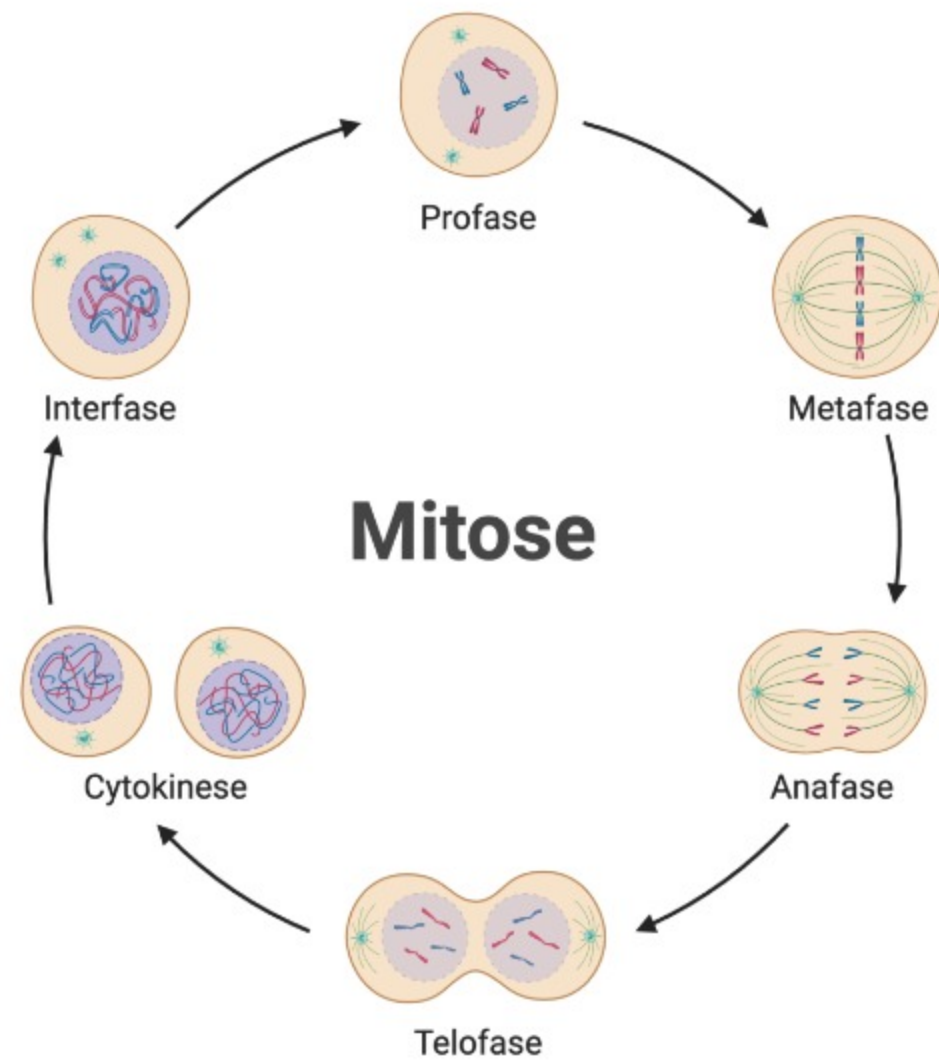 Profase
Interfase
Metafase
Mitose
Cytokinese
Anafase
Telofase